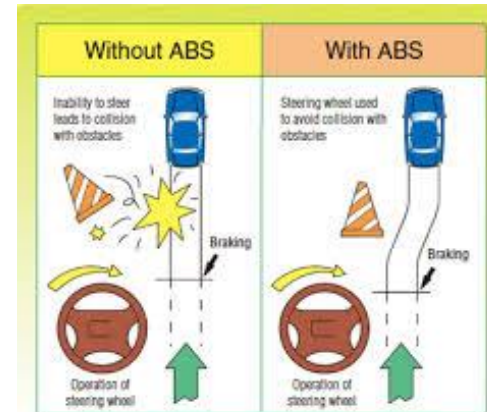 Without ABS
Inability to steer
leads to collision
with obstacles
Braking
Operation of
steering wheel
With ABS
Steering wheel used
to avoid collision with
obstacles
Braking
Operation of
steering wheel